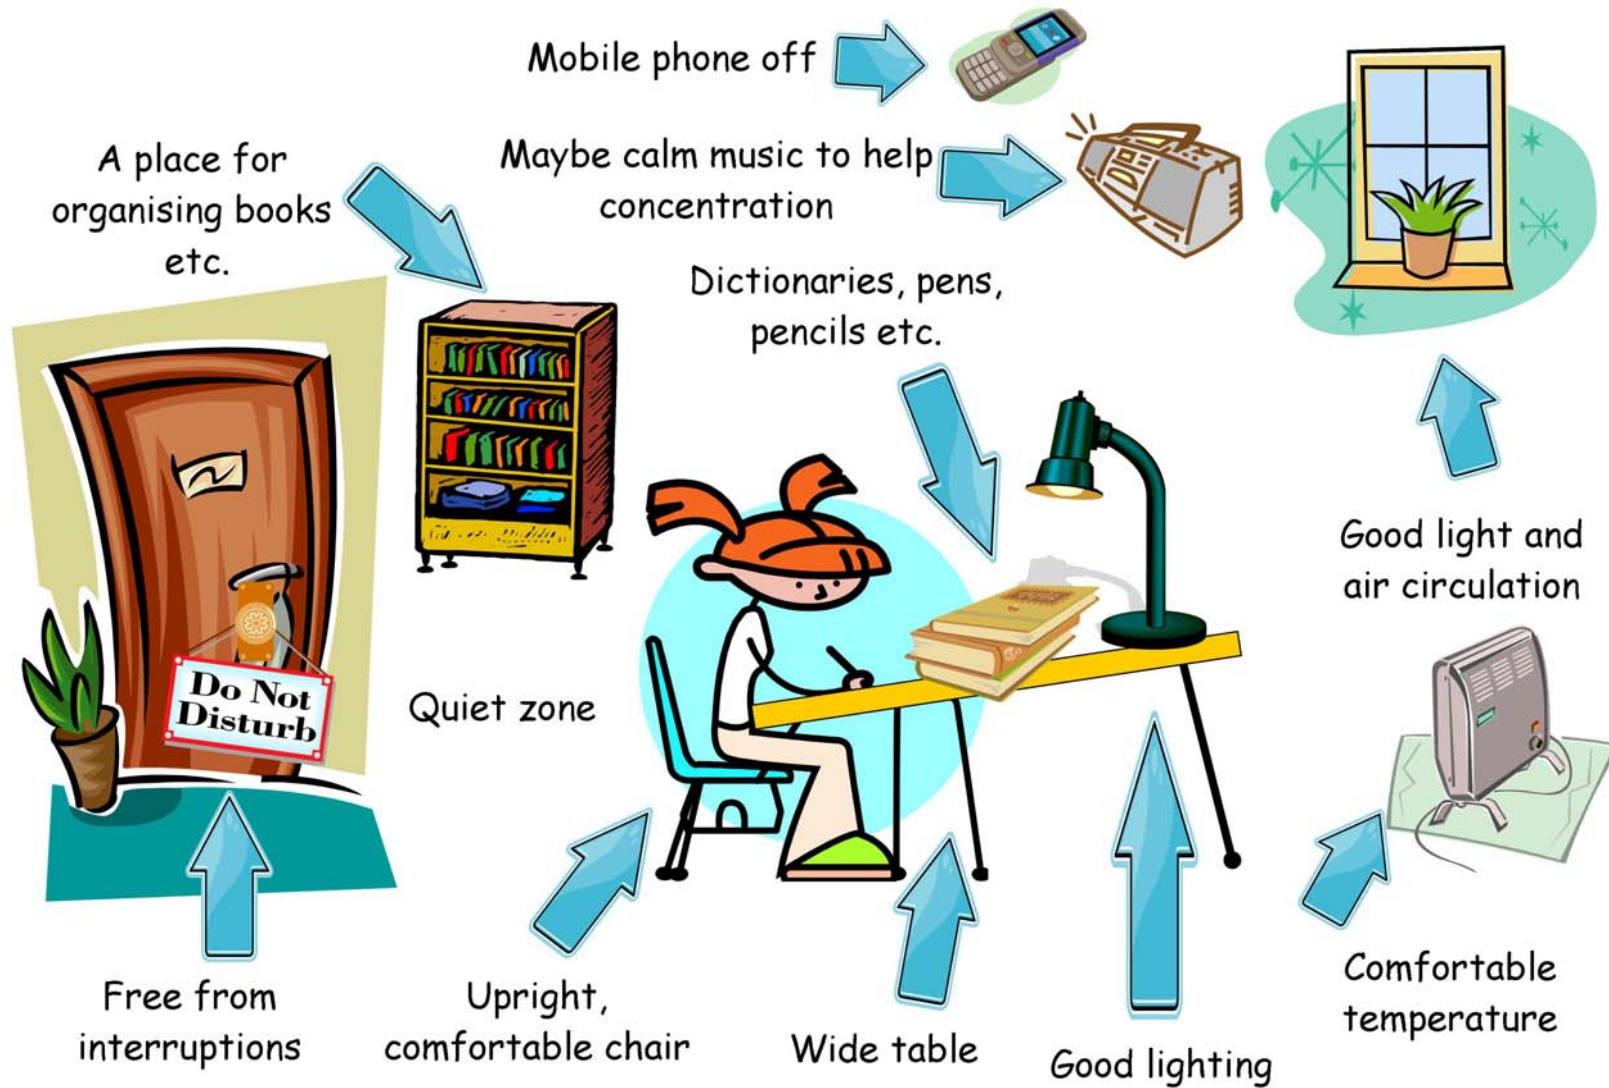 Mobile phone off
Maybe calm music to help
concentration
A place for
organising books
etc.
Dictionaries, pens,
pencils etc.
Good light and
air circulation
Do Not
Disturb
Quiet zone
Free from
interruptions
Upright,
comfortable chair
Wide table
Good lighting
Comfortable
temperature